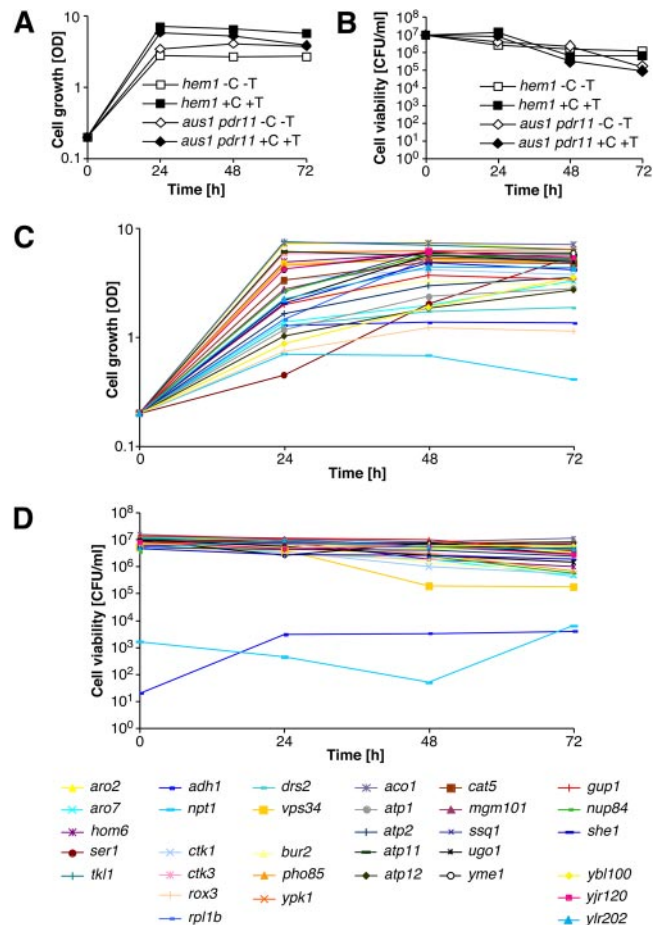 A
Cell growth [OD]
10
1
0.1
0 24 48 72
Time [h]
hem1 -C -T
hem1 +C +T
aus1 pdr11 -C -T
aus1 pdr11 +C +T
B
Cell viability [CFU/ml]
10⁸
10⁷
10⁶
10⁵
10⁴
10³
10²
10¹
10⁰
0 24 48 72
Time [h]
hem1 -C -T
hem1 +C +T
aus1 pdr11 -C -T
aus1 pdr11 +C +T
C
Cell growth [OD]
10
1
0.1
0 24 48 72
Time [h]
D
Cell viability [CFU/ml]
10⁸
10⁷
10⁶
10⁵
10⁴
10³
10²
10¹
10⁰
0 24 48 72
Time [h]
aro2 adh1 drs2 aco1 cat5 gup1
aro7 npt1 vps34 atp1 mgm101 nup84
hom6 atp2 ssq1 she1
ser1 ctk1 bur2 atp11 ugo1
tkl1 ctk3 pho85 atp12 yme1 ybl100
rox3 ypk1 yjr120
rpl1b ylr202